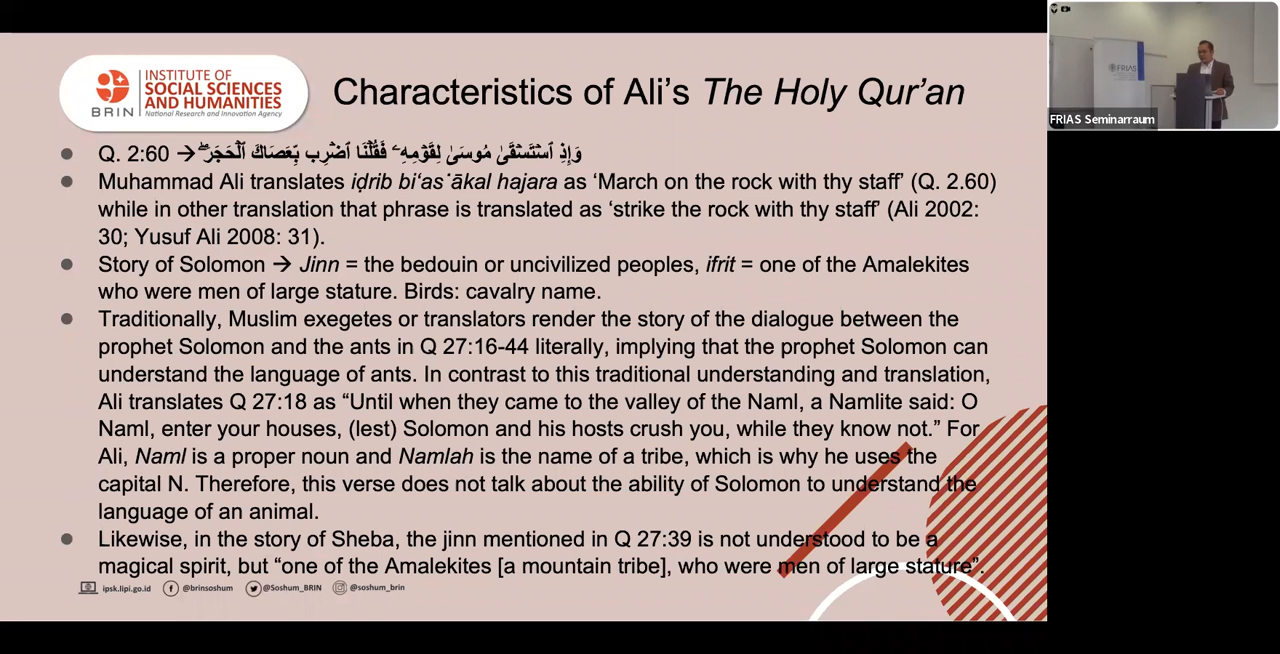 BRIN
INSTITUTE OF
SOCIAL SCIENCES
AND HUMANITIES
National Research and Innovation Agency
Characteristics of Ali's The Holy Qur'an
Q. 2:60 → وَإِذِ ٱسْتَسْقَىٰ مُوسَىٰ لِقَوْمِهِۦ فَقُلْنَا ٱضْرِب بِّعَصَاكَ ٱلْحَجَرَ ۖ
Muhammad Ali translates iḍrib bi‘as˙ākal hajara as ‘March on the rock with thy staff’ (Q. 2.60)
while in other translation that phrase is translated as ‘strike the rock with thy staff’ (Ali 2002:
30; Yusuf Ali 2008: 31).
Story of Solomon → Jinn = the bedouin or uncivilized peoples, ifrit = one of the Amalekites
who were men of large stature. Birds: cavalry name.
Traditionally, Muslim exegetes or translators render the story of the dialogue between the
prophet Solomon and the ants in Q 27:16-44 literally, implying that the prophet Solomon can
understand the language of ants. In contrast to this traditional understanding and translation,
Ali translates Q 27:18 as “Until when they came to the valley of the Naml, a Namlite said: O
Naml, enter your houses, (lest) Solomon and his hosts crush you, while they know not.” For
Ali, Naml is a proper noun and Namlah is the name of a tribe, which is why he uses the
capital N. Therefore, this verse does not talk about the ability of Solomon to understand the
language of an animal.
Likewise, in the story of Sheba, the jinn mentioned in Q 27:39 is not understood to be a
magical spirit, but “one of the Amalekites [a mountain tribe], who were men of large stature”.
ipsk.lipi.go.id @brinsoshum @Soshum_BRIN @soshum_brin
FRIAS
FRIAS Seminarraum